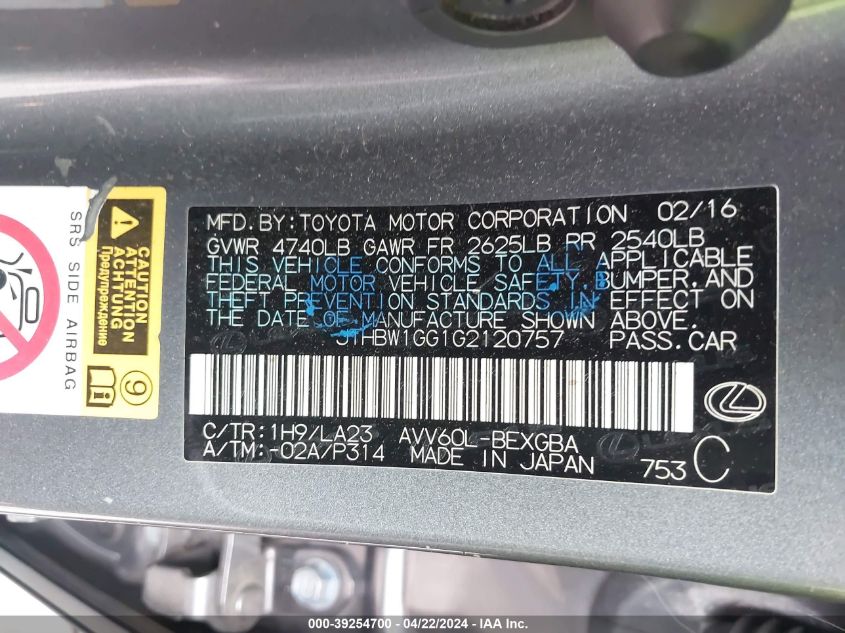 MFD. BY: TOYOTA MOTOR CORPORATION 02/16
GVWR 4740LB GAWR FR 2625LB RR 2540LB
THIS VEHICLE CONFORMS TO ALL APPLICABLE
FEDERAL MOTOR VEHICLE SAFETY, BUMPER, AND
THEFT PREVENTION STANDARDS IN EFFECT ON
THE DATE OF MANUFACTURE SHOWN ABOVE.
JTHBW1GG1G2120757 PASS. CAR
C/TR: 1H9/LA23 AVV60L-BEXGBA
A/TM: -02A/P314 MADE IN JAPAN 753 C
SRS SIDE AIRBAG
CAUTION
ATTENTION
ACHTUNG
Предупреждение
9
000-39254700 - 04/22/2024 - IAA Inc.